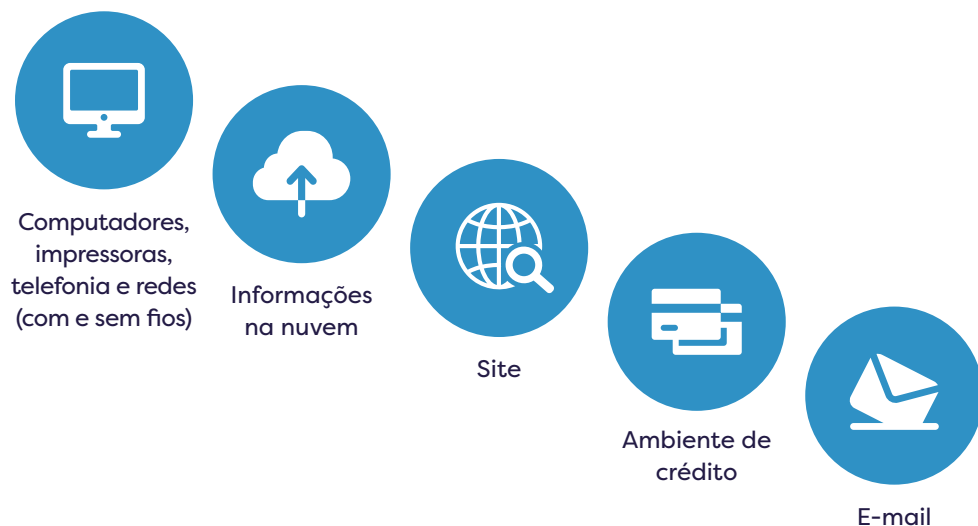 Computadores,
impressoras,
telefonia e redes
(com e sem fios)
Informações
na nuvem
Site
Ambiente de
crédito
E-mail